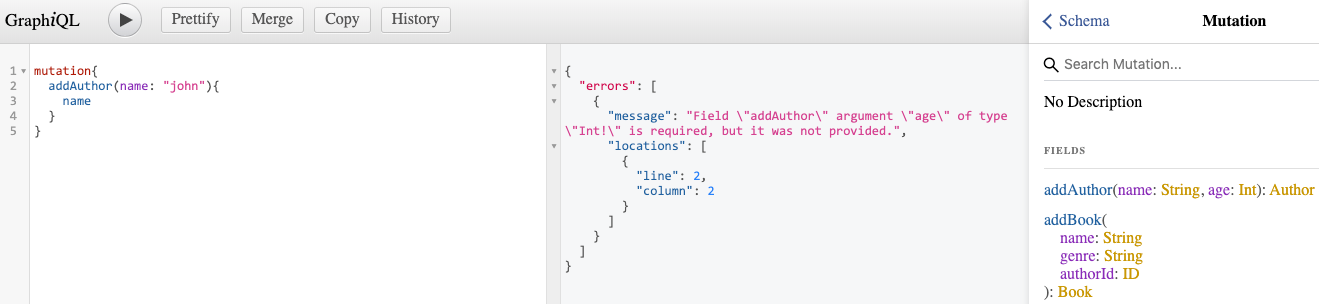 GraphiQL Prettify Merge Copy History
1 mutation{
2 addAuthor(name: "john"){
3 name
4 }
5 }
{
"errors": [
{
"message": "Field \"addAuthor\" argument \"age\" of type
\"Int!\" is required, but it was not provided.",
"locations": [
{
"line": 2,
"column": 2
}
]
}
]
}
Schema Mutation
Search Mutation...
No Description
FIELDS
addAuthor(name: String, age: Int): Author
addBook(
name: String
genre: String
authorId: ID
): Book